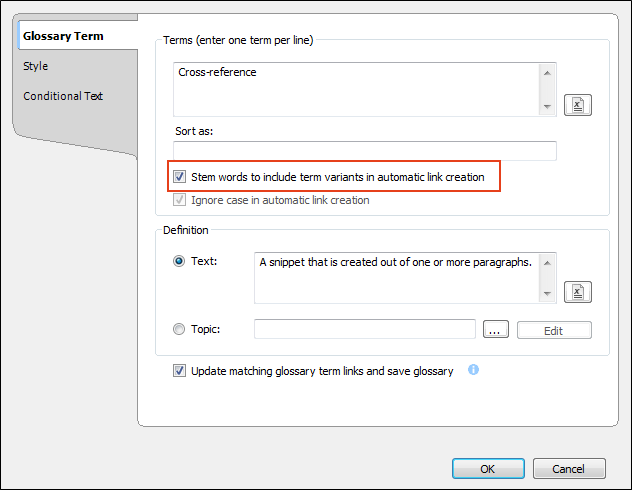 Glossary Term
Style
Conditional Text
Terms (enter one term per line)
Cross-reference
Sort as:
Stem words to include term variants in automatic link creation
Ignore case in automatic link creation
Definition
Text:
A snippet that is created out of one or more paragraphs.
Topic:
...
Edit
Update matching glossary term links and save glossary
OK
Cancel